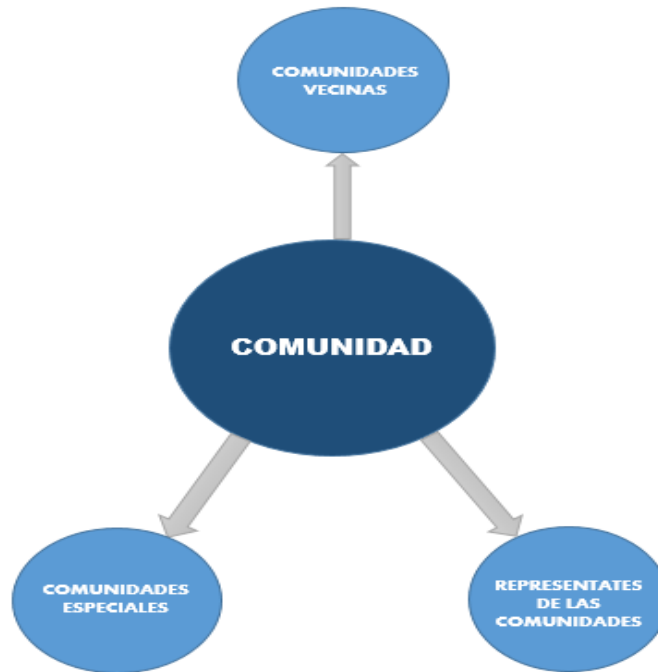 COMUNIDADES
VECINAS
COMUNIDAD
COMUNIDADES
ESPECIALES
REPRESENTATES
DE LAS
COMUNIDADES